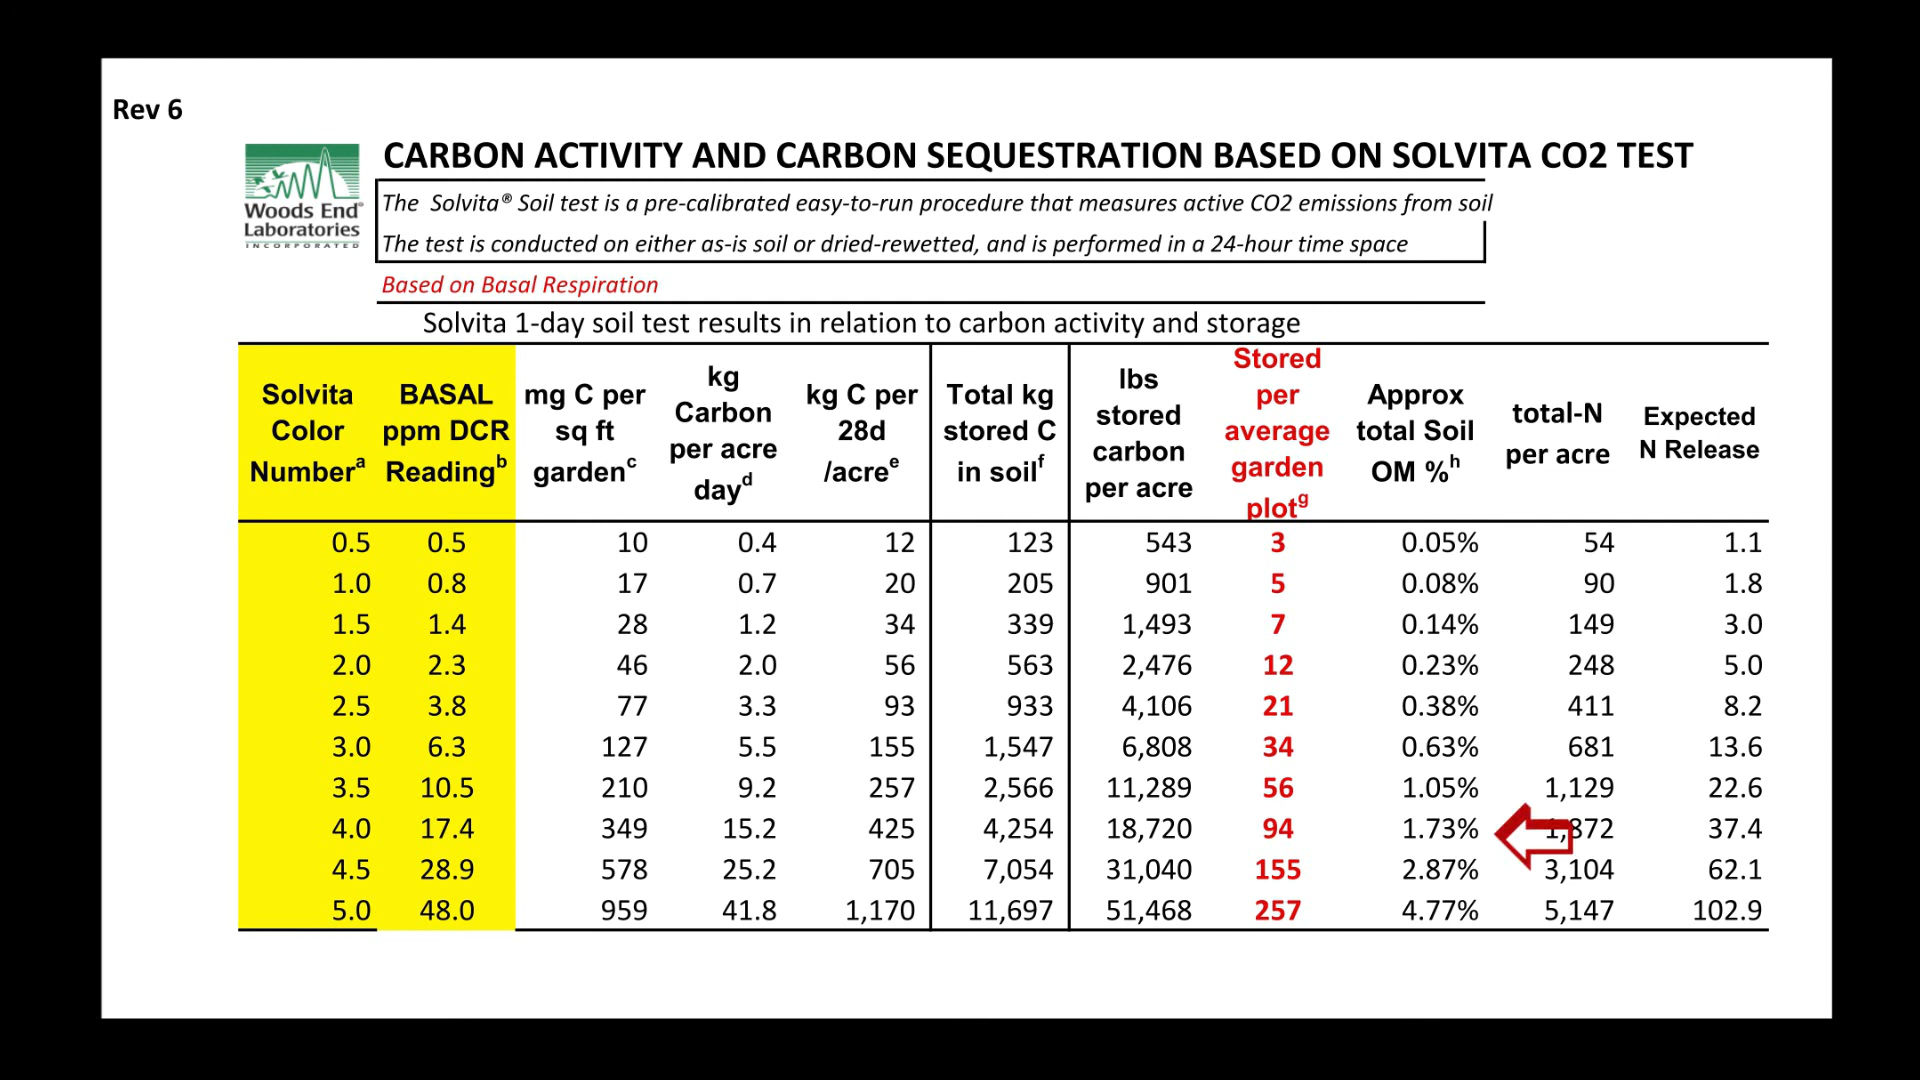 Rev 6
CARBON ACTIVITY AND CARBON SEQUESTRATION BASED ON SOLVITA CO2 TEST
Woods End®
Laboratories
INCORPORATED
The Solvita® Soil test is a pre-calibrated easy-to-run procedure that measures active CO2 emissions from soil
The test is conducted on either as-is soil or dried-rewetted, and is performed in a 24-hour time space
Based on Basal Respiration
Solvita 1-day soil test results in relation to carbon activity and storage
Solvita Color Number^a BASAL ppm DCR Reading^b mg C per sq ft garden^c kg Carbon per acre day^d kg C per 28d /acre^e Total kg stored C in soil^f lbs stored carbon per acre Stored per average garden plot^g Approx total Soil OM %^h total-N per acre Expected N Release
0.5 0.5 10 0.4 12 123 543 3 0.05% 54 1.1
1.0 0.8 17 0.7 20 205 901 5 0.08% 90 1.8
1.5 1.4 28 1.2 34 339 1,493 7 0.14% 149 3.0
2.0 2.3 46 2.0 56 563 2,476 12 0.23% 248 5.0
2.5 3.8 77 3.3 93 933 4,106 21 0.38% 411 8.2
3.0 6.3 127 5.5 155 1,547 6,808 34 0.63% 681 13.6
3.5 10.5 210 9.2 257 2,566 11,289 56 1.05% 1,129 22.6
4.0 17.4 349 15.2 425 4,254 18,720 94 1.73% 1,872 37.4
4.5 28.9 578 25.2 705 7,054 31,040 155 2.87% 3,104 62.1
5.0 48.0 959 41.8 1,170 11,697 51,468 257 4.77% 5,147 102.9